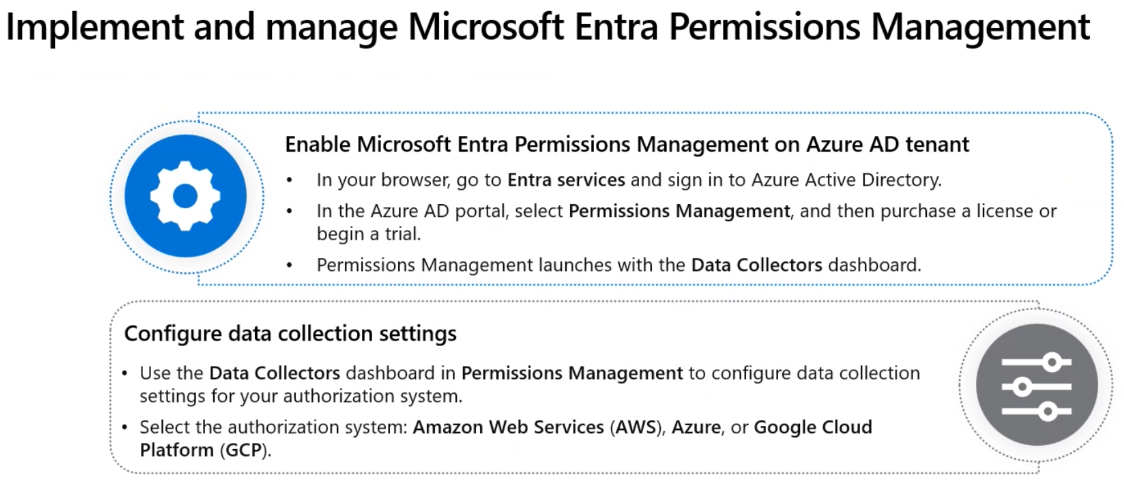 Implement and manage Microsoft Entra Permissions Management
Enable Microsoft Entra Permissions Management on Azure AD tenant
• In your browser, go to Entra services and sign in to Azure Active Directory.
• In the Azure AD portal, select Permissions Management, and then purchase a license or
begin a trial.
• Permissions Management launches with the Data Collectors dashboard.
Configure data collection settings
• Use the Data Collectors dashboard in Permissions Management to configure data collection
settings for your authorization system.
• Select the authorization system: Amazon Web Services (AWS), Azure, or Google Cloud
Platform (GCP).